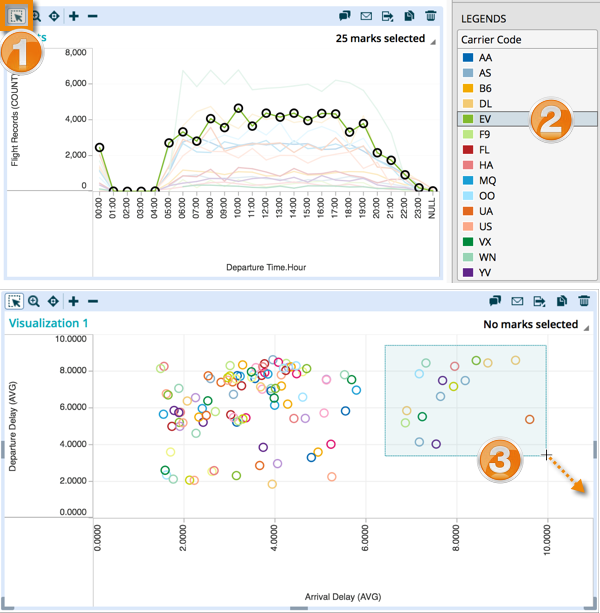 1
ts
25 marks selected
Flight Records (COUNT)
8,000
6,000
4,000
2,000
0
00:00
01:00
02:00
03:00
04:00
05:00
06:00
07:00
08:00
09:00
10:00
11:00
12:00
13:00
14:00
15:00
16:00
17:00
18:00
19:00
20:00
21:00
22:00
23:00
NULL
Departure Time.Hour
LEGENDS
Carrier Code
AA
AS
B6
DL
EV
F9
FL
HA
MQ
OO
UA
US
VX
WN
YV
2
Visualization 1
No marks selected
Departure Delay (AVG)
10.0000
8.0000
6.0000
4.0000
2.0000
0.0000
3
0.0000
2.0000
4.0000
6.0000
8.0000
10.0000
Arrival Delay (AVG)